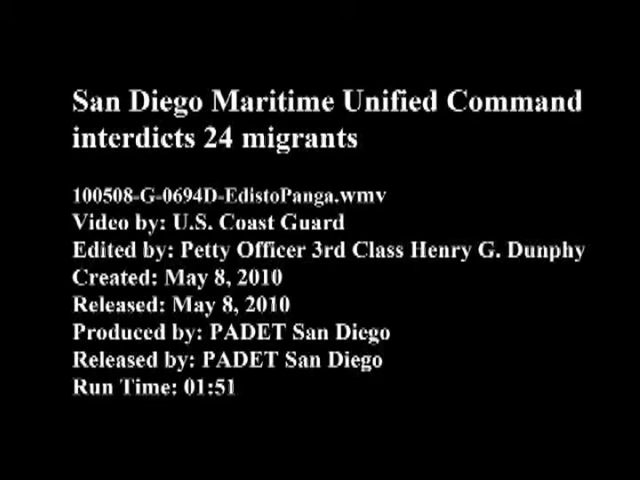 San Diego Maritime Unified Command
interdicts 24 migrants
100508-G-0694D-EdistoPanga.wmv
Video by: U.S. Coast Guard
Edited by: Petty Officer 3rd Class Henry G. Dunphy
Created: May 8, 2010
Released: May 8, 2010
Produced by: PADET San Diego
Released by: PADET San Diego
Run Time: 01:51